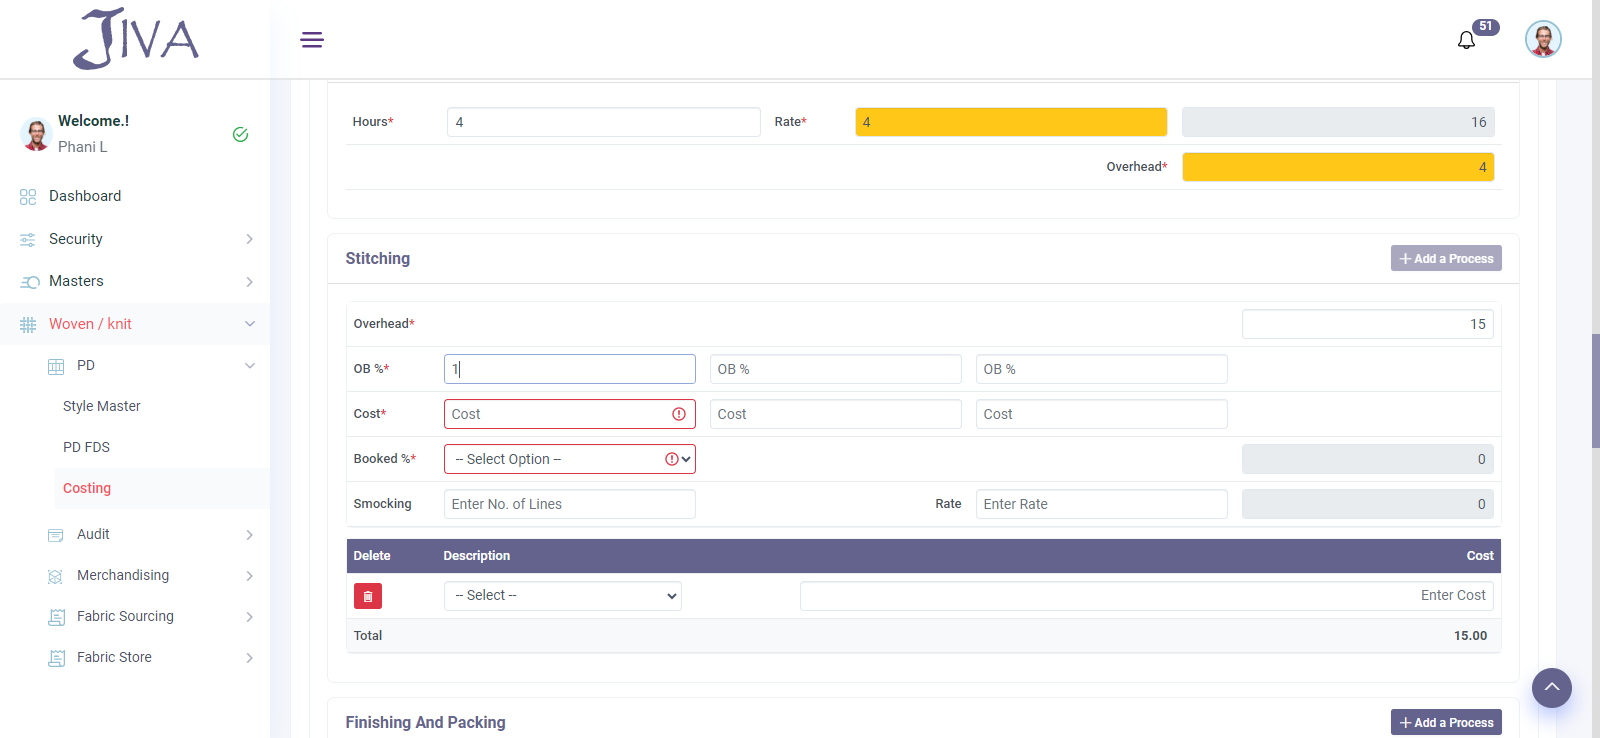 JIVA
51
Welcome.!
Phani L
Dashboard
Security
Masters
Woven / knit
PD
Style Master
PD FDS
Costing
Audit
Merchandising
Fabric Sourcing
Fabric Store
Hours* 4 Rate* 4 16
Overhead* 4
Stitching + Add a Process
Overhead* 15
OB %* 1 OB % OB %
Cost* Cost Cost Cost
Booked %* -- Select Option -- 0
Smocking Enter No. of Lines Rate Enter Rate 0
Delete Description Cost
-- Select -- Enter Cost
Total 15.00
Finishing And Packing + Add a Process